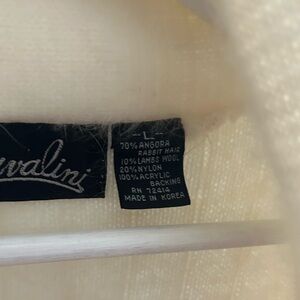 valini
- L -
70% ANGORA
RABBIT HAIR
10% LAMBS WOOL
20% NYLON
100% ACRYLIC
BACKING
RN 72414
MADE IN KOREA